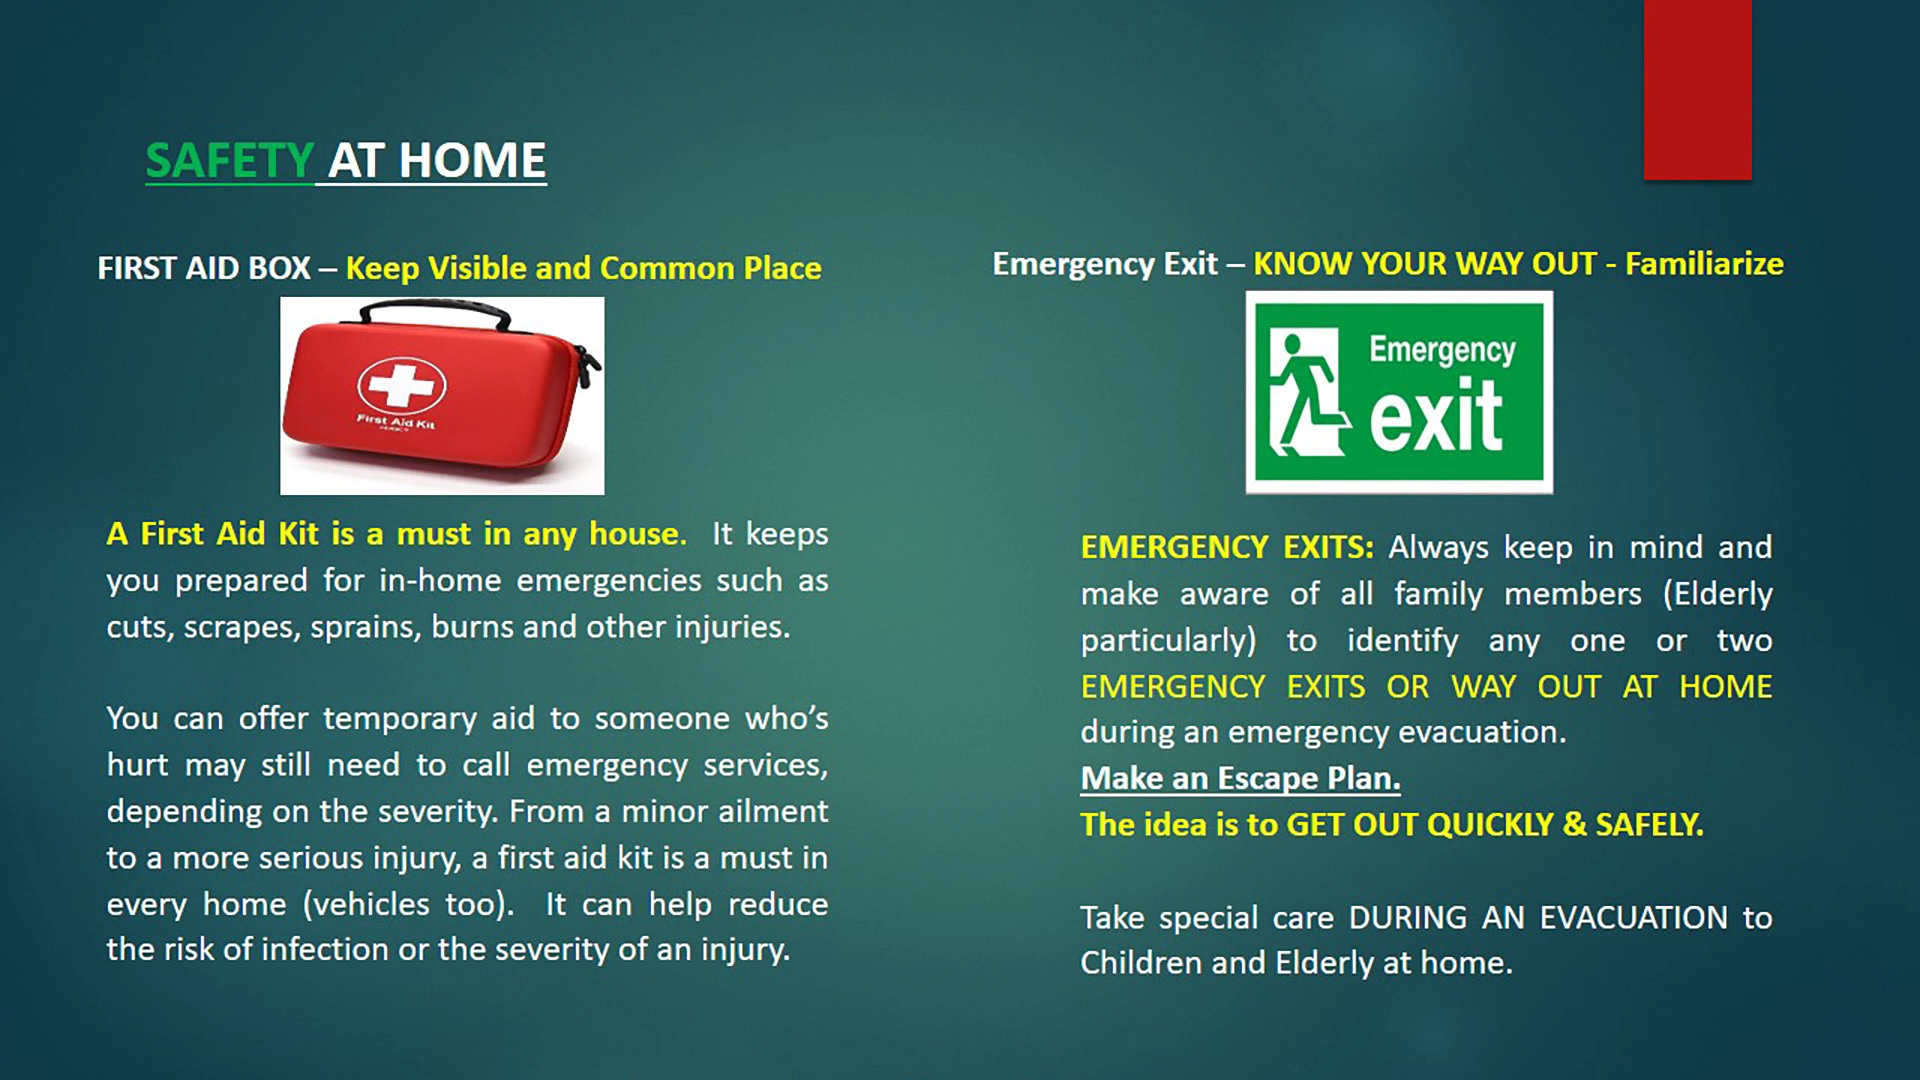 SAFETY AT HOME
FIRST AID BOX – Keep Visible and Common Place
First Aid Kit
A First Aid Kit is a must in any house. It keeps
you prepared for in-home emergencies such as
cuts, scrapes, sprains, burns and other injuries.
You can offer temporary aid to someone who’s
hurt may still need to call emergency services,
depending on the severity. From a minor ailment
to a more serious injury, a first aid kit is a must in
every home (vehicles too). It can help reduce
the risk of infection or the severity of an injury.
Emergency Exit – KNOW YOUR WAY OUT - Familiarize
Emergency
exit
EMERGENCY EXITS: Always keep in mind and
make aware of all family members (Elderly
particularly) to identify any one or two
EMERGENCY EXITS OR WAY OUT AT HOME
during an emergency evacuation.
Make an Escape Plan.
The idea is to GET OUT QUICKLY & SAFELY.
Take special care DURING AN EVACUATION to
Children and Elderly at home.